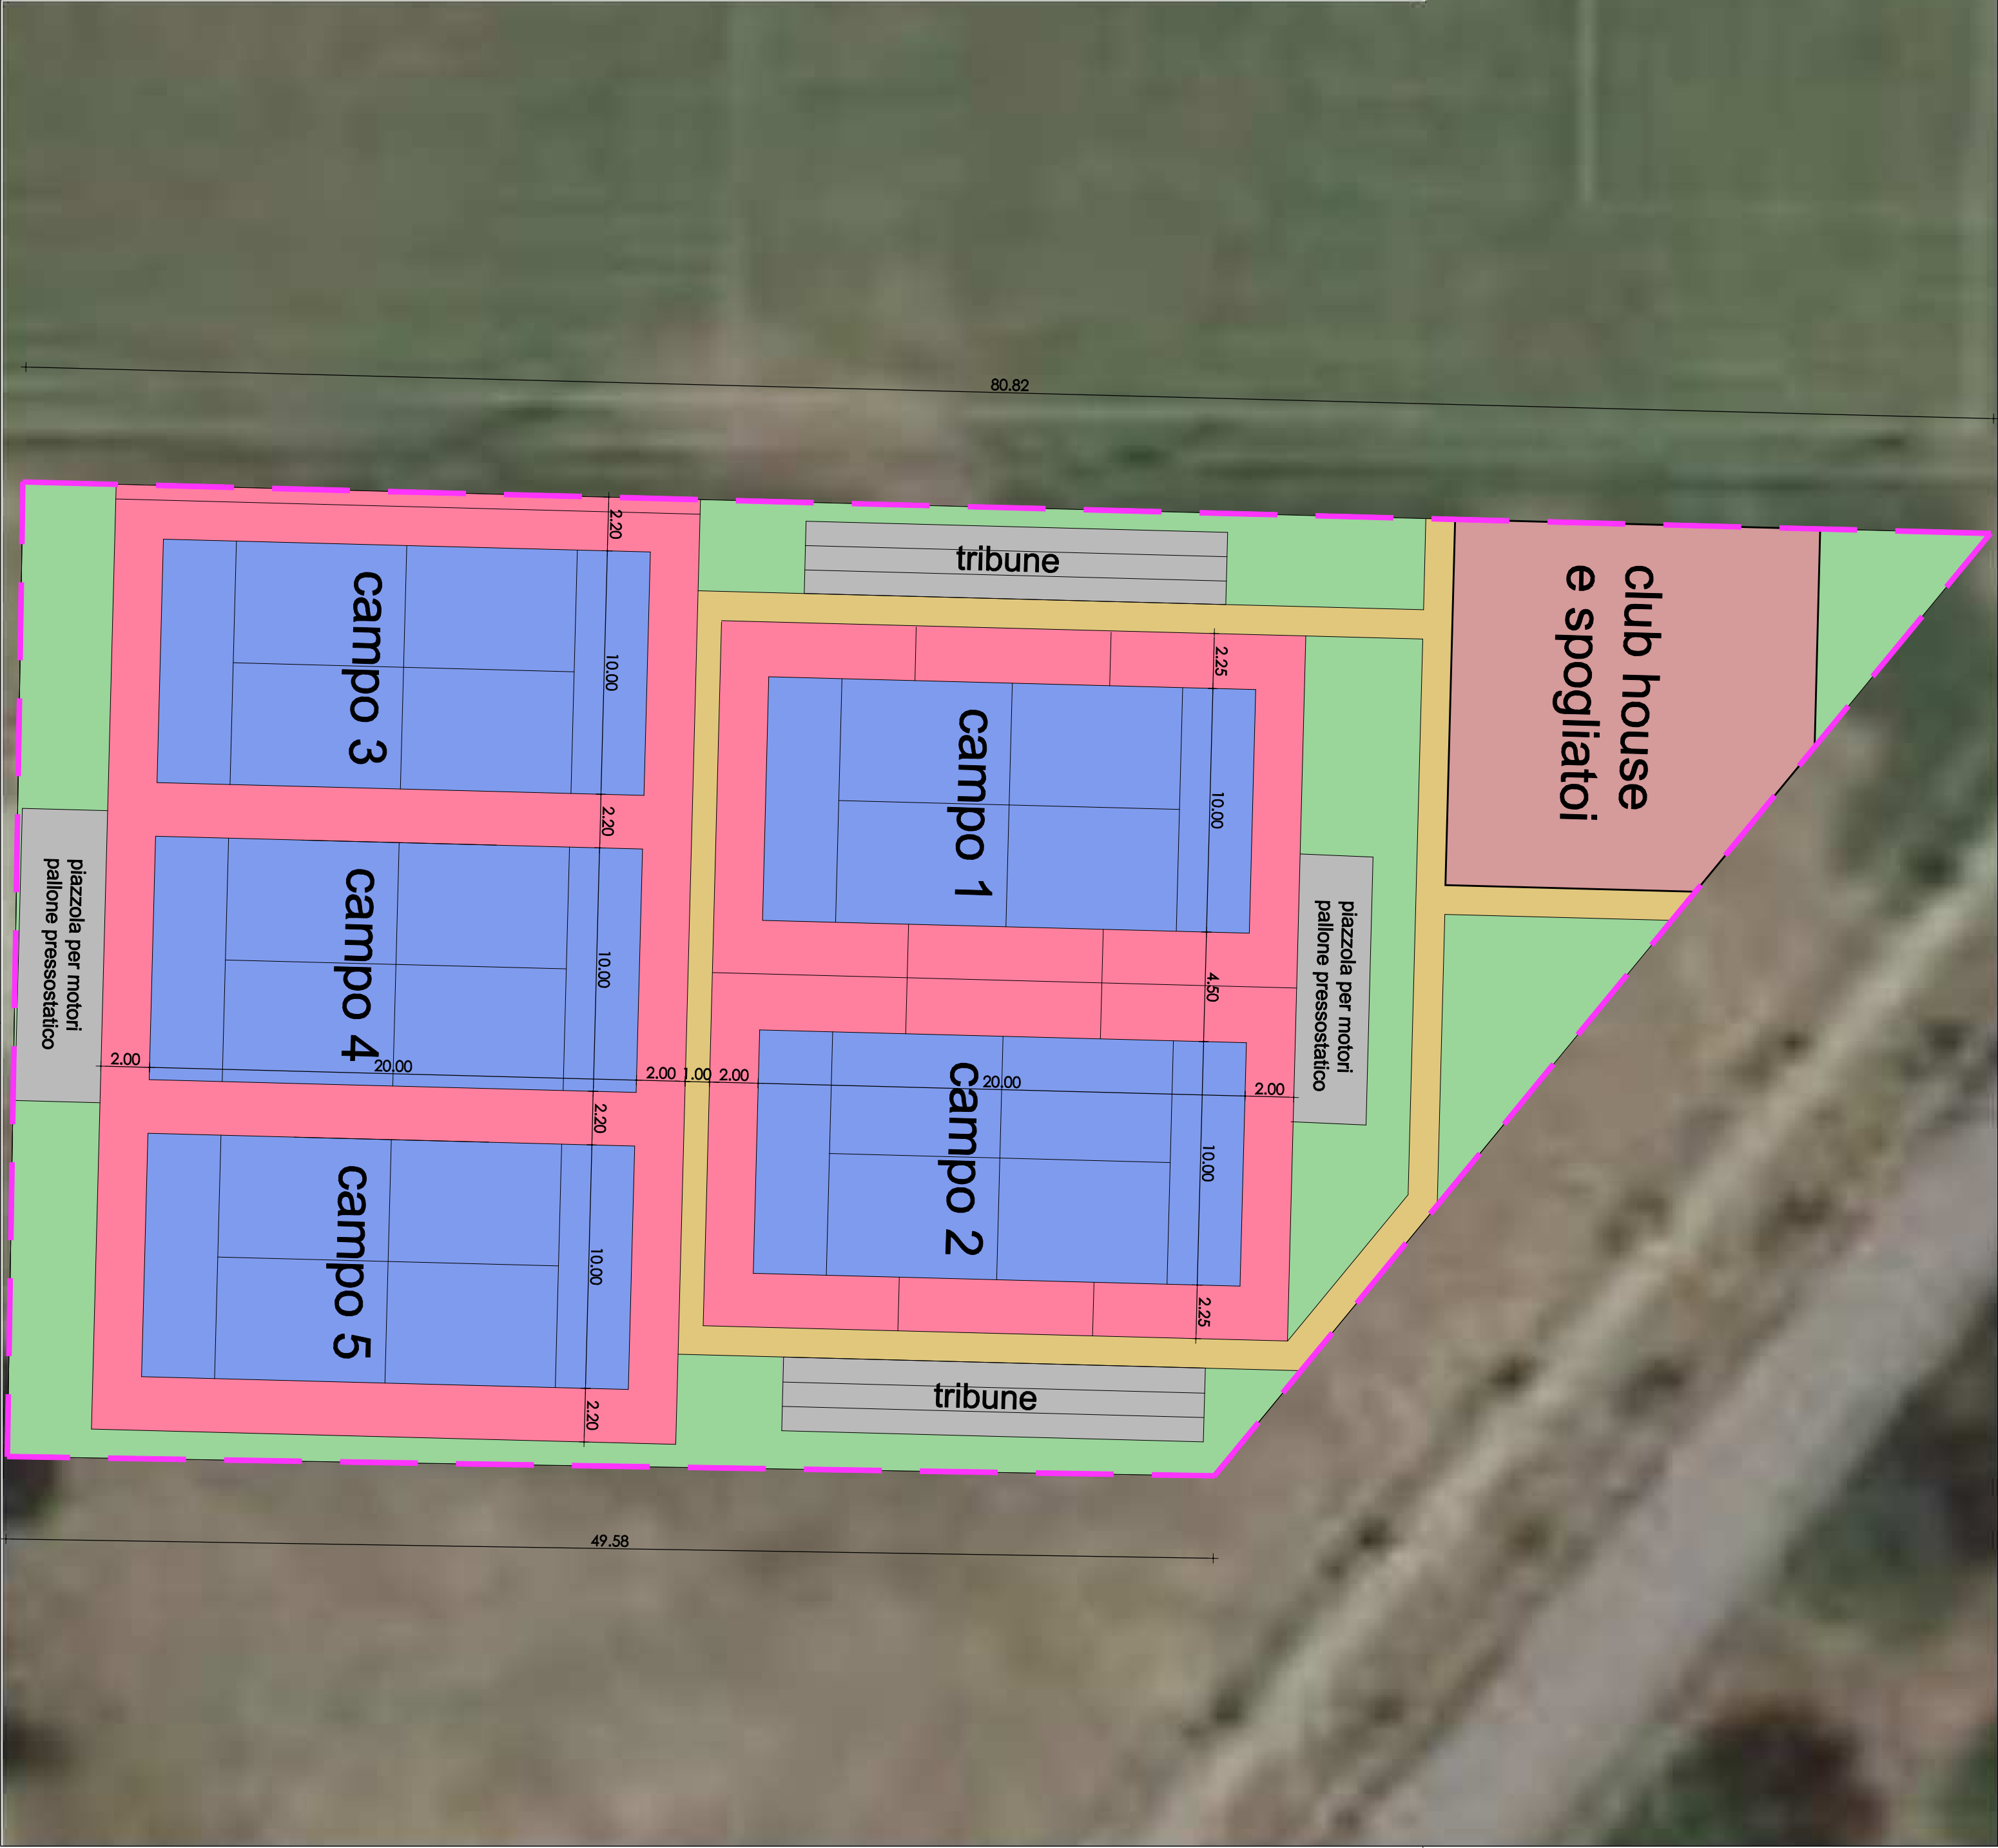 80.82
2.20
tribune
club house
e spogliatoi
campo 3
10.00
2.25
campo 1
10.00
2.20
piazzola per motori
pallone pressostatico
campo 4
10.00
4.50
piazzola per motori
pallone pressostatico
2.00
20.00
2.00
1.00
2.00
20.00
2.00
campo 2
10.00
2.20
campo 5
10.00
2.25
2.20
tribune
49.58